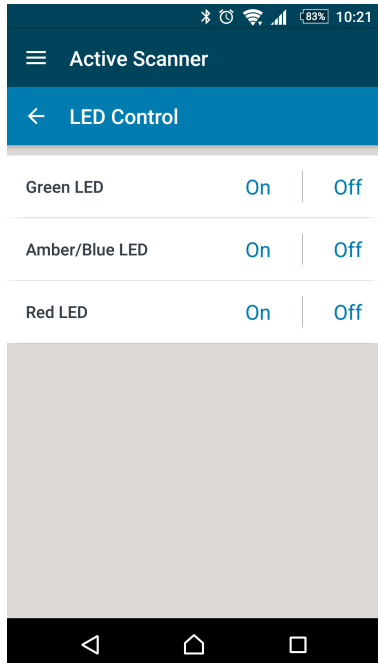 83% 10:21
Active Scanner
LED Control
Green LED On Off
Amber/Blue LED On Off
Red LED On Off